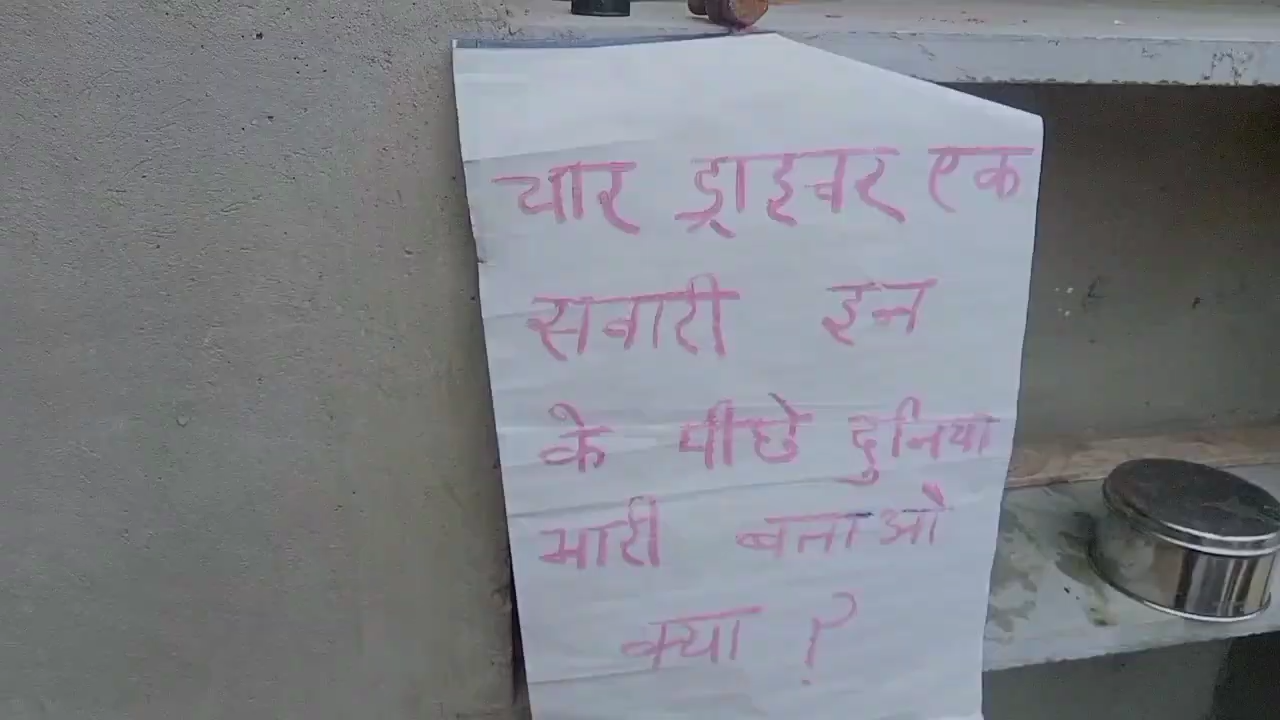 चार ड्राइवर एक
सवारी इन
के पीछे दुनिया
भारी बताओ
क्या ?